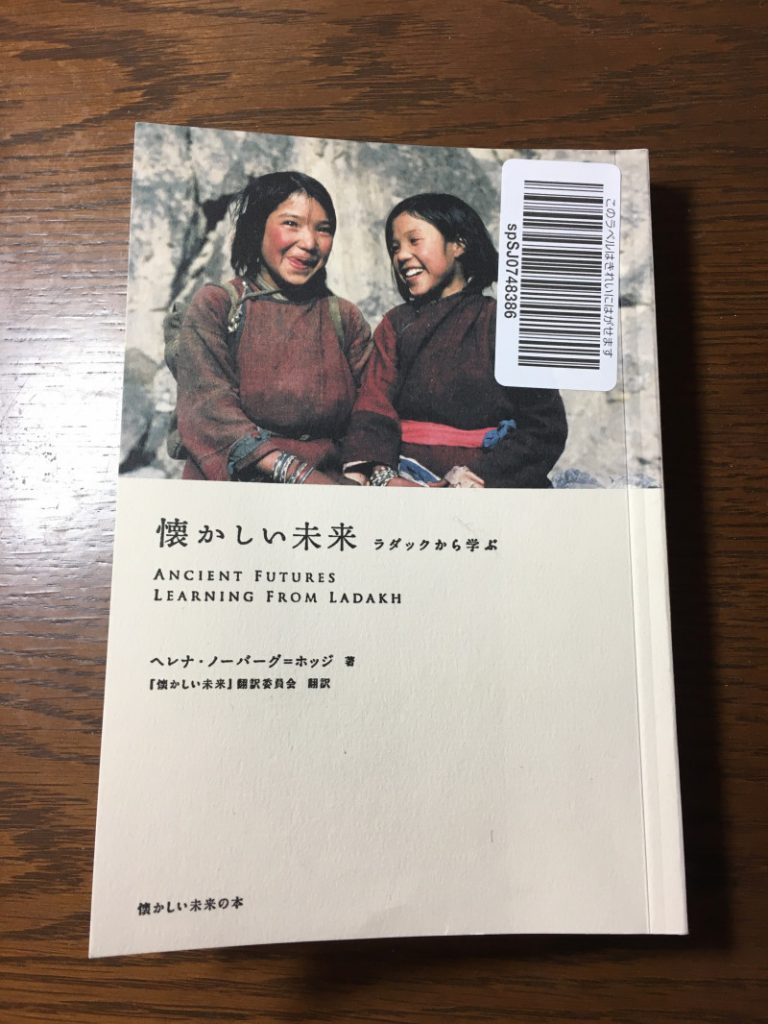 このラベルはきれいにはがせます
spSJ0748386
懐かしい未来 ラダックから学ぶ
ANCIENT FUTURES
LEARNING FROM LADAKH
ヘレナ・ノーバーグ=ホッジ 著
『懐かしい未来』翻訳委員会 翻訳
懐かしい未来の本